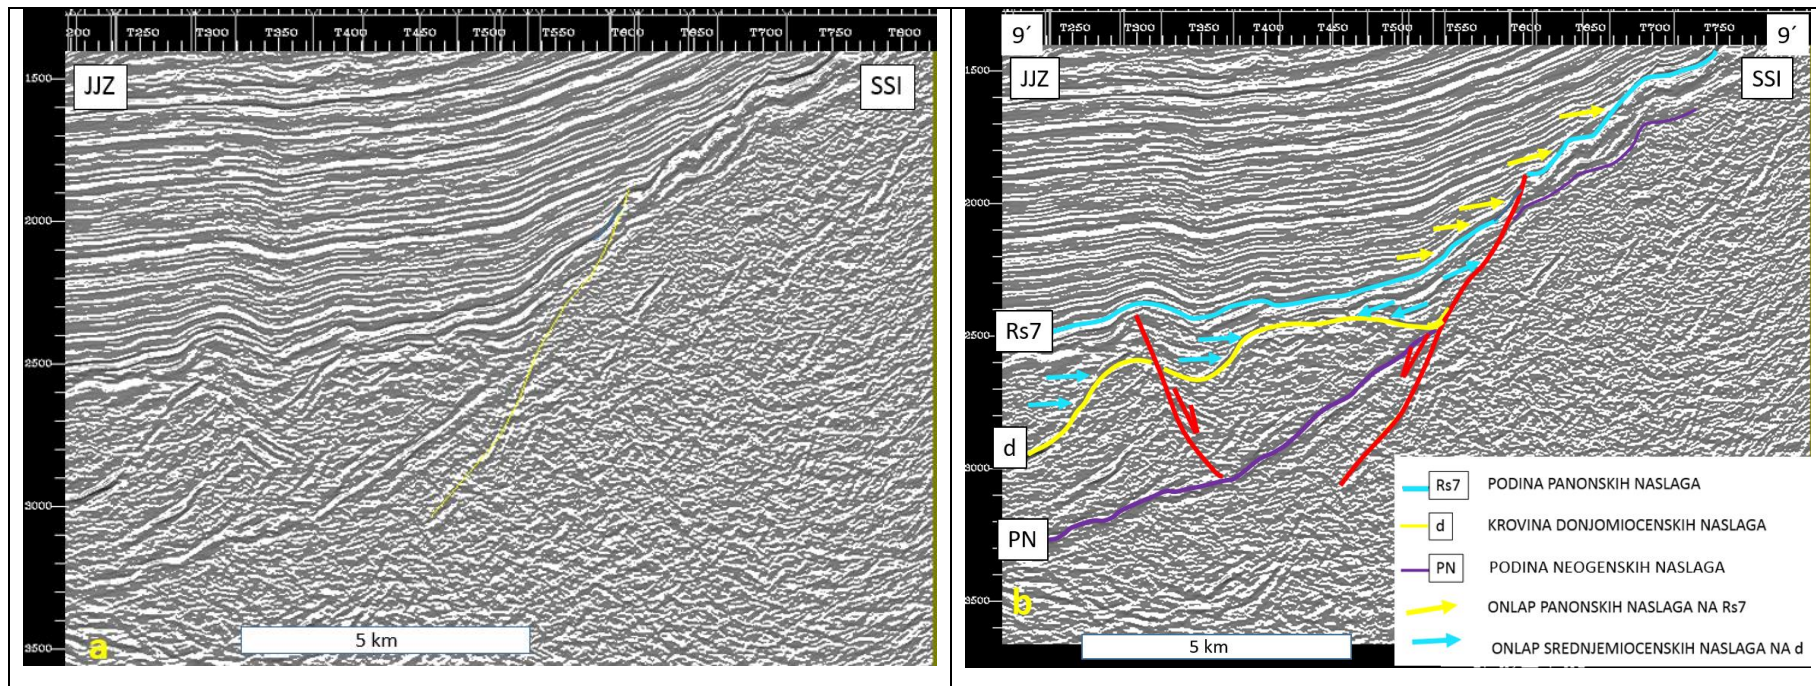 200 T250 T300 T350 T400 T450 T500 T550 T600 T650 T700 T750 T800
JJZ
SSI
1500
2000
2500
3000
3500
5 km
a
9´
T250 T300 T350 T400 T450 T500 T600 T650 T700 T750
9´
JJZ
SSI
1500
2000
Rs7
2500
d
3000
PN
3500
b
5 km
Rs7 PODINA PANONSKIH NASLAGA
d KROVINA DONJOMIOCENSKIH NASLAGA
PN PODINA NEOGENSKIH NASLAGA
ONLAP PANONSKIH NASLAGA NA Rs7
ONLAP SREDNJEMIOCENSKIH NASLAGA NA d